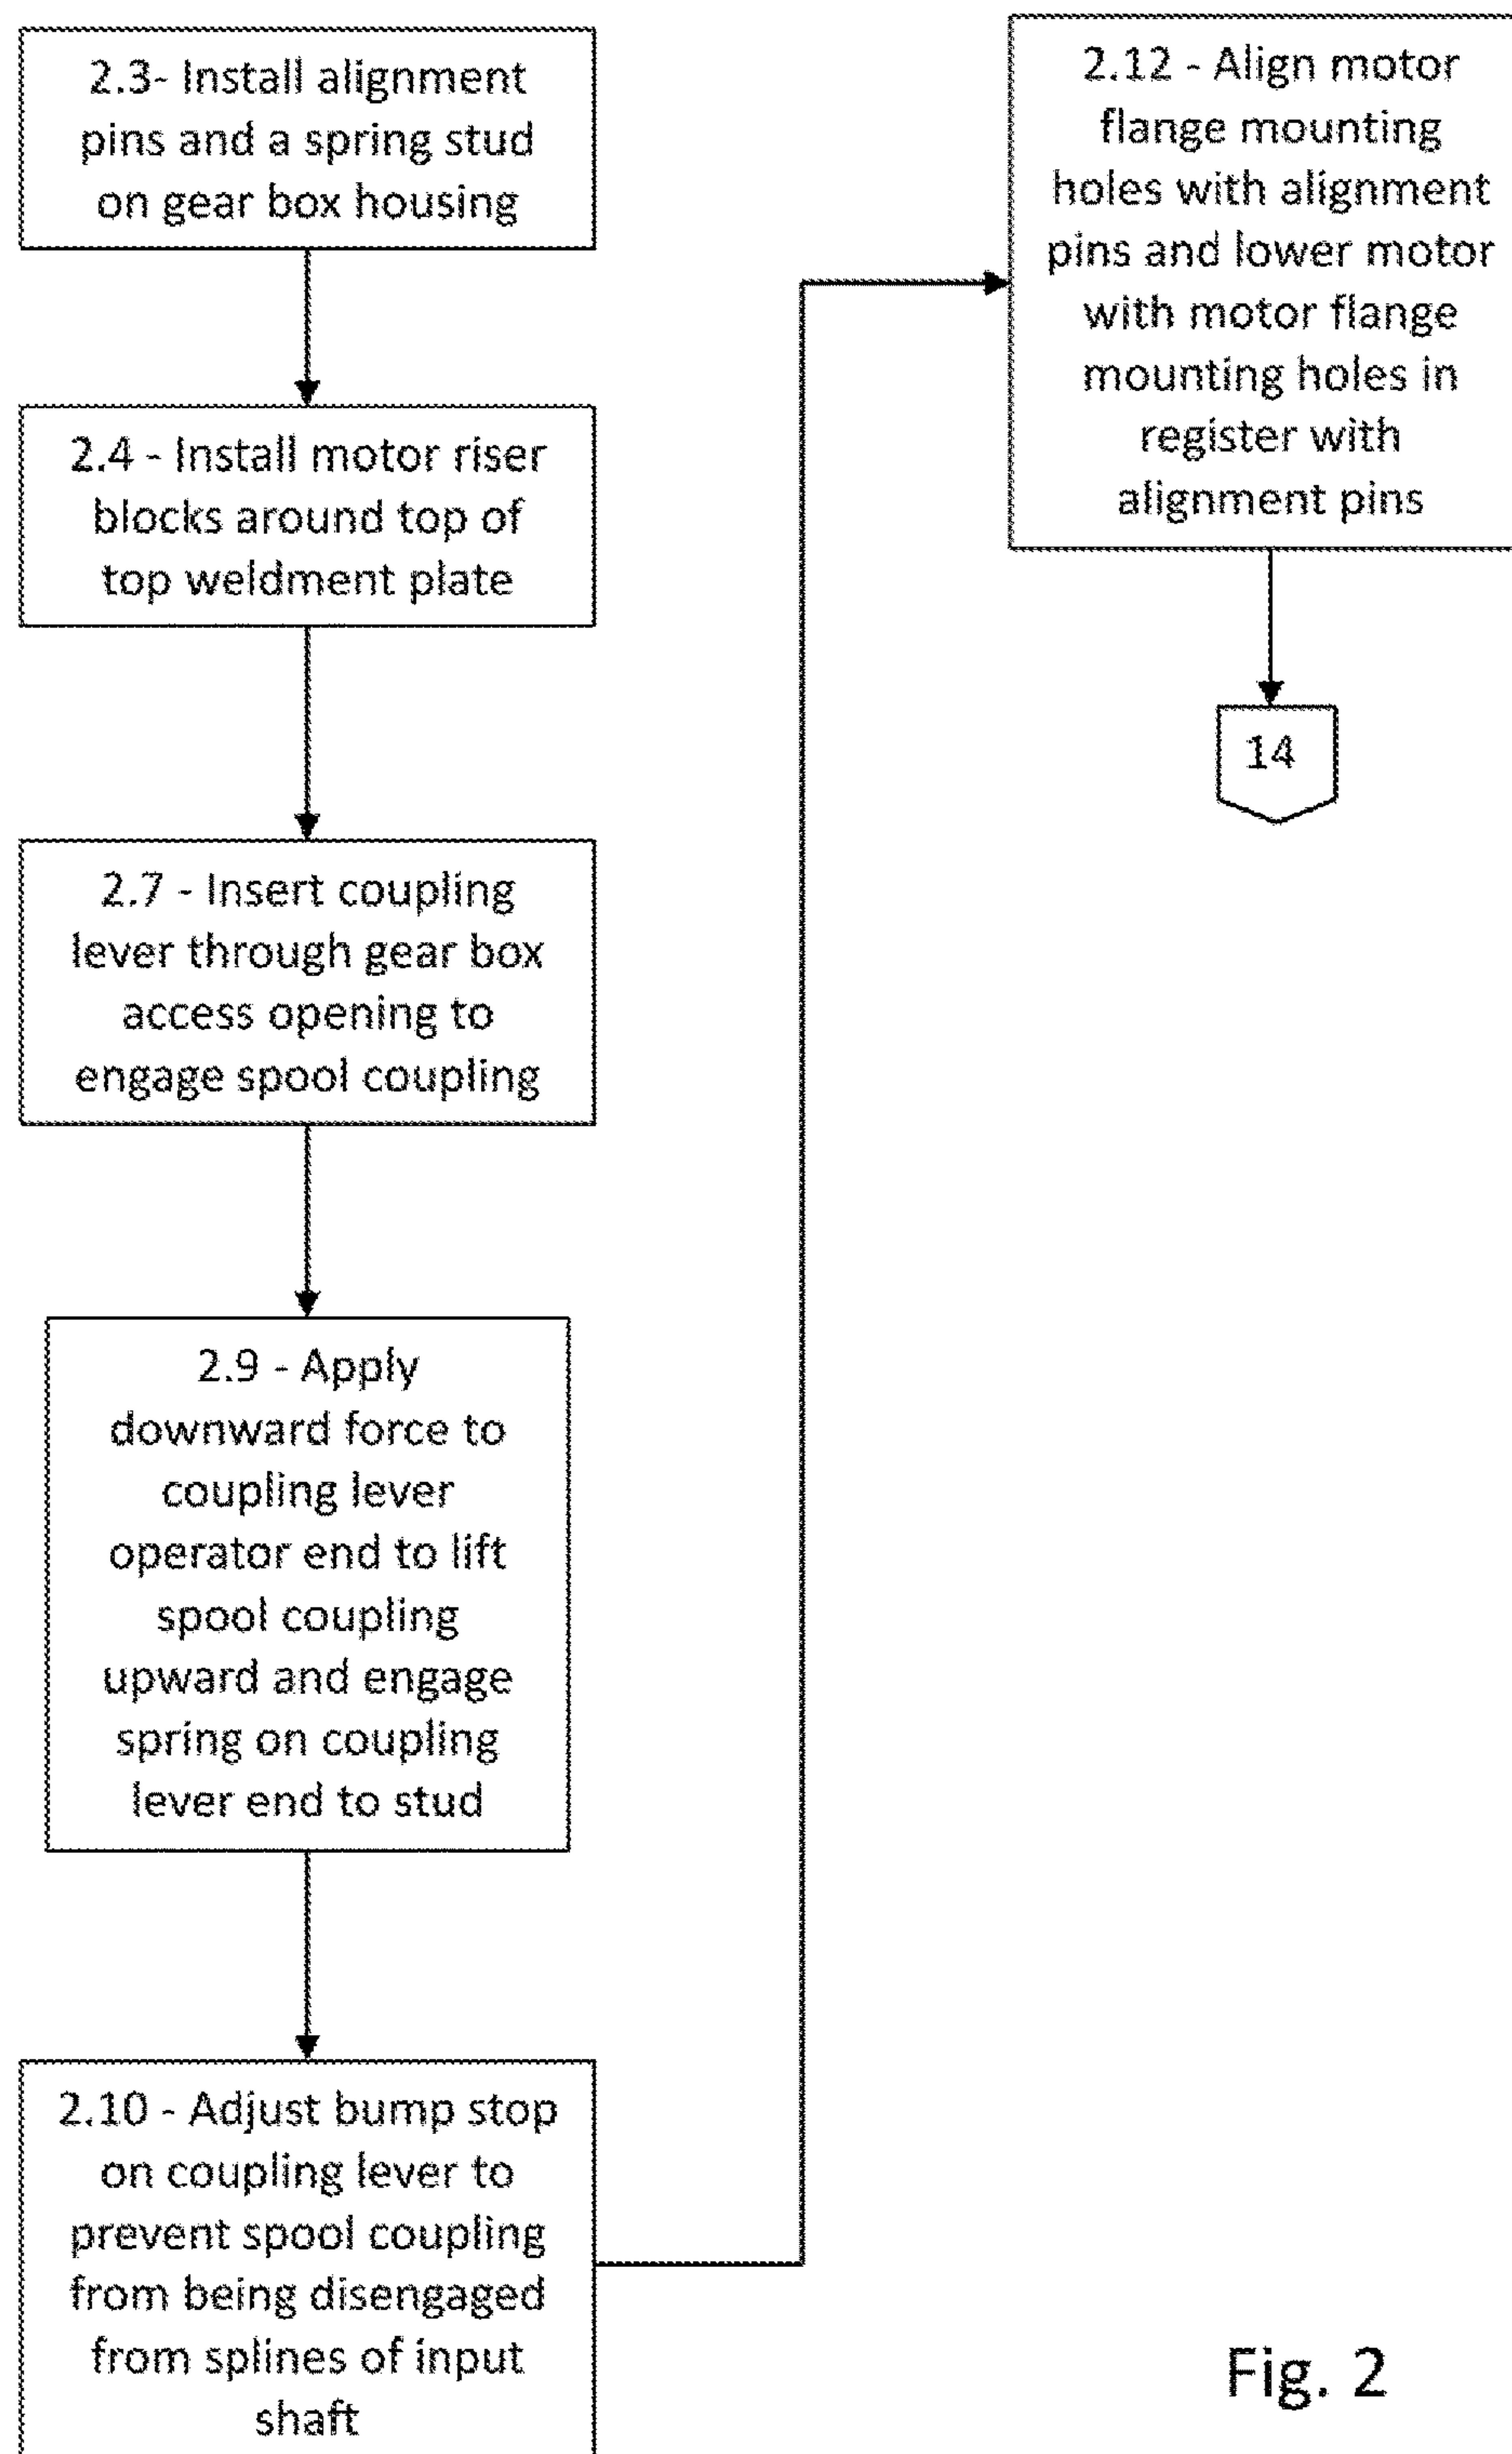 2.3- Install alignment
pins and a spring stud
on gear box housing
2.4 - Install motor riser
blocks around top of
top weldment plate
2.7 - Insert coupling
lever through gear box
access opening to
engage spool coupling
2.9 - Apply
downward force to
coupling lever
operator end to lift
spool coupling
upward and engage
spring on coupling
lever end to stud
2.10 - Adjust bump stop
on coupling lever to
prevent spool coupling
from being disengaged
from splines of input
shaft
2.12 - Align motor
flange mounting
holes with alignment
pins and lower motor
with motor flange
mounting holes in
register with
alignment pins
14
Fig. 2